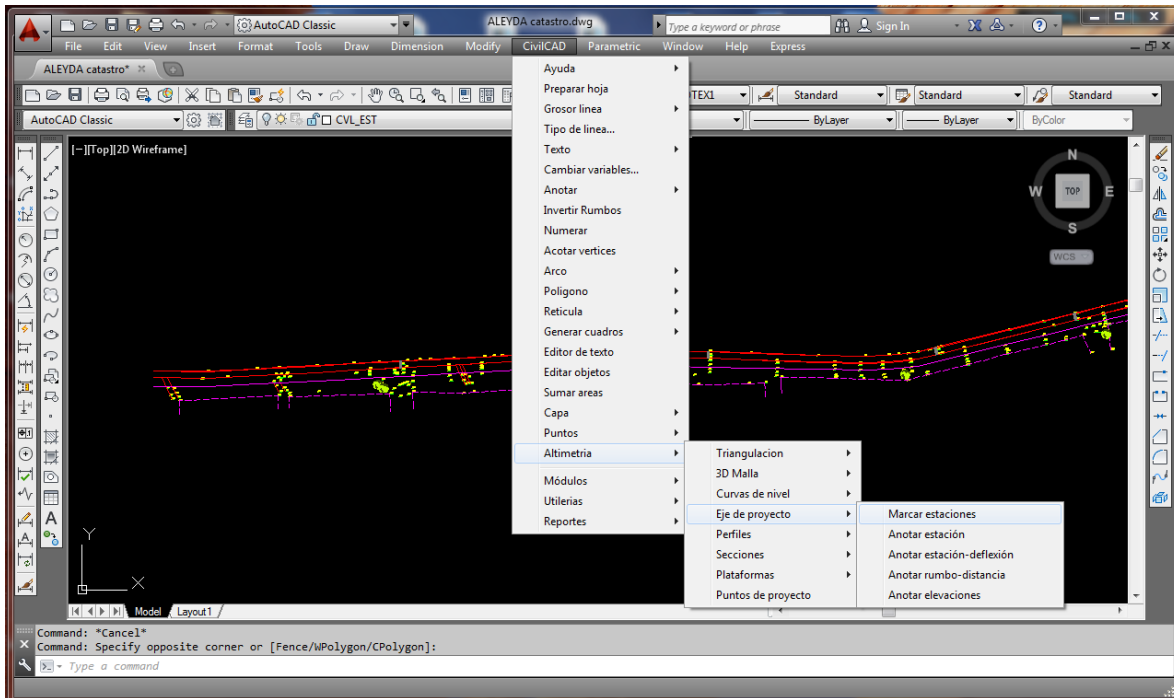 AutoCAD Classic
ALEYDA catastro.dwg
Type a keyword or phrase
Sign In
File Edit View Insert Format Tools Draw Dimension Modify CivilCAD Parametric Window Help Express
ALEYDA catastro*
Standard
Standard
Standard
AutoCAD Classic
CVL_EST
ByLayer
ByLayer
ByColor
[−][Top][2D Wireframe]
N
W
TOP
E
S
WCS
Ayuda
Preparar hoja
Grosor linea
Tipo de linea...
Texto
Cambiar variables...
Anotar
Invertir Rumbos
Numerar
Acotar vertices
Arco
Poligono
Reticula
Generar cuadros
Editor de texto
Editar objetos
Sumar areas
Capa
Puntos
Altimetria
Módulos
Utilerias
Reportes
Triangulacion
3D Malla
Curvas de nivel
Eje de proyecto
Perfiles
Secciones
Plataformas
Puntos de proyecto
Marcar estaciones
Anotar estación
Anotar estación-deflexión
Anotar rumbo-distancia
Anotar elevaciones
Y
X
Model
Layout1
Command: *Cancel*
Command: Specify opposite corner or [Fence/WPolygon/CPolygon]:
Type a command